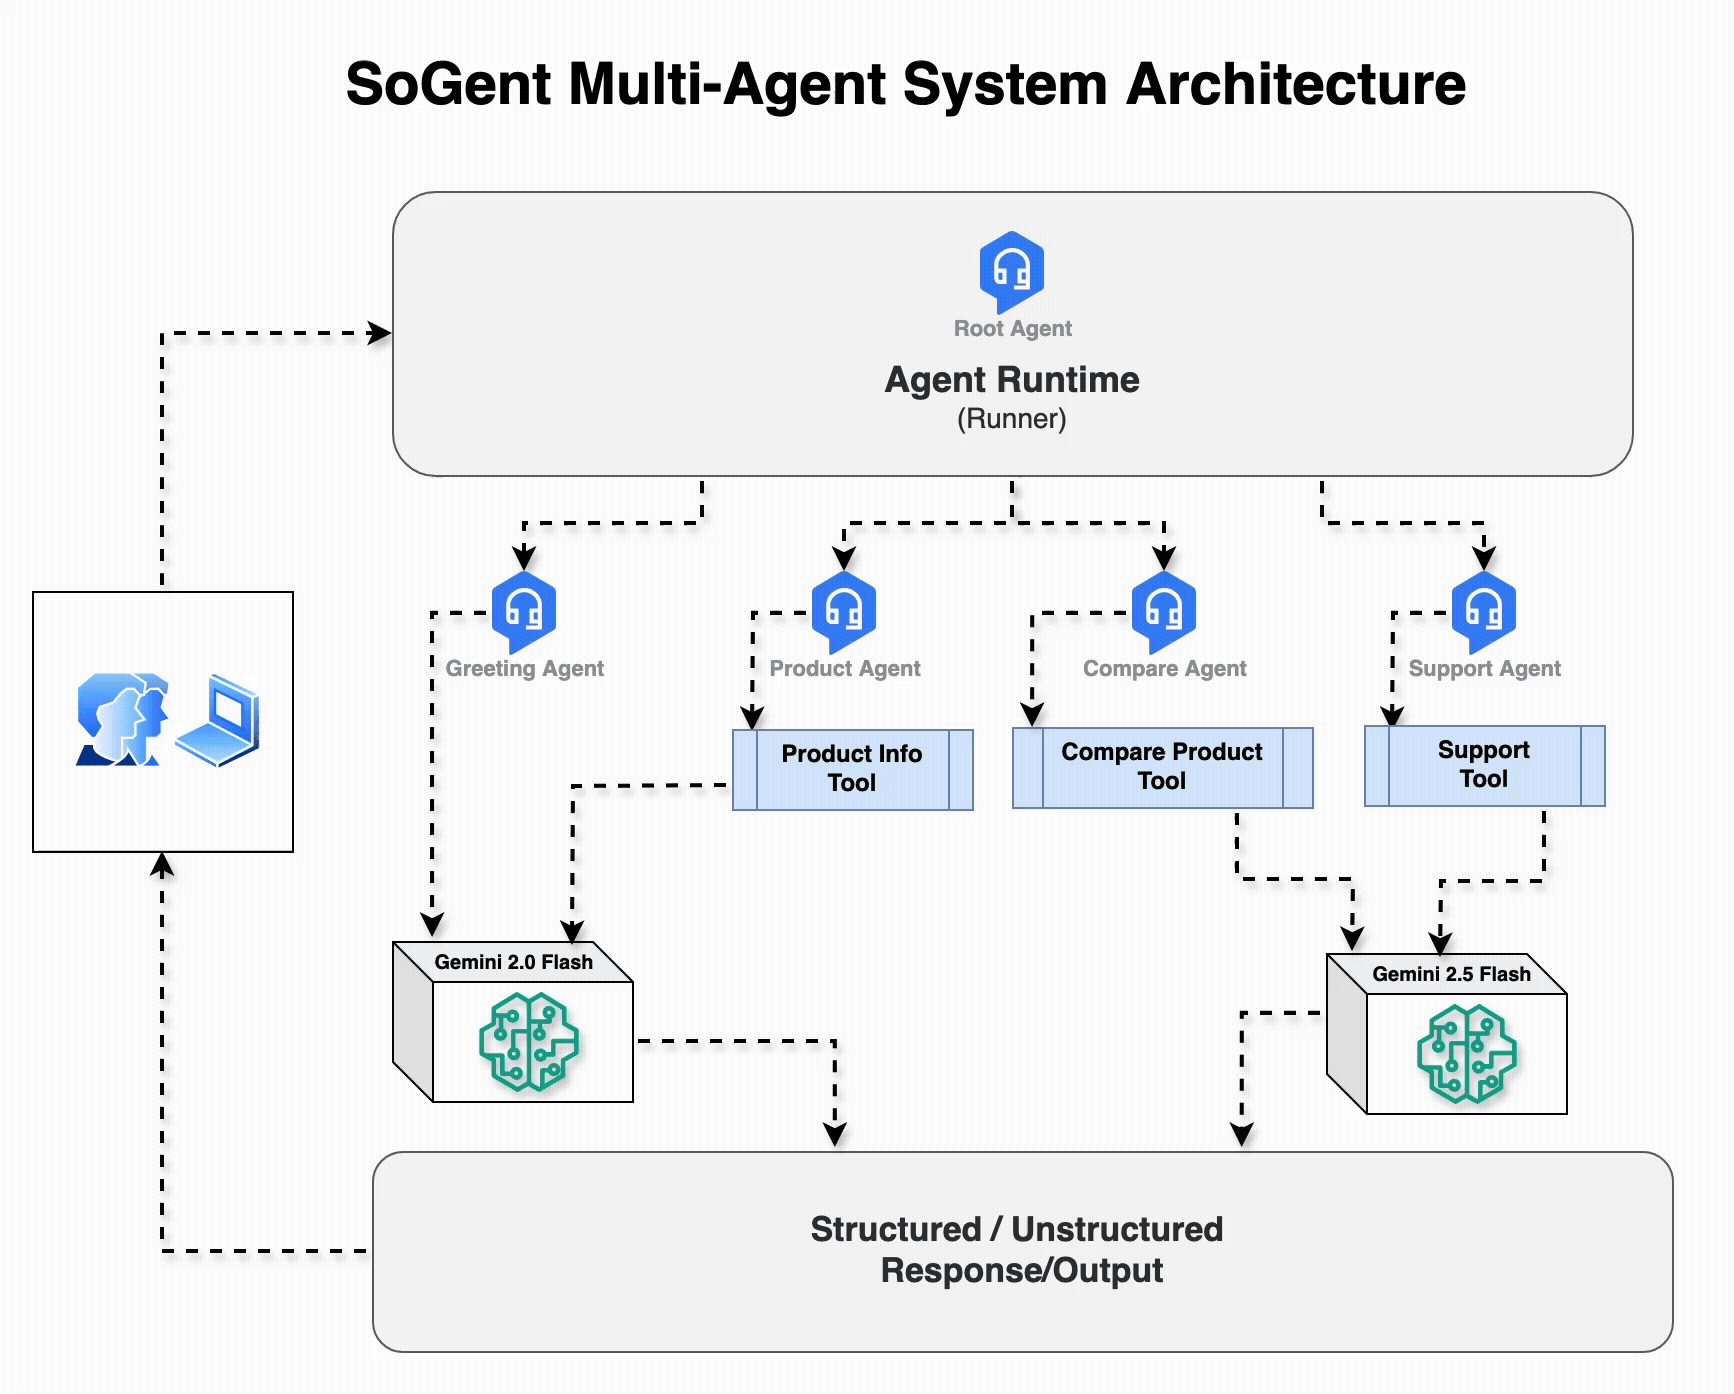 SoGent Multi-Agent System Architecture
Root Agent
Agent Runtime
(Runner)
Greeting Agent
Product Agent
Compare Agent
Support Agent
Product Info
Tool
Compare Product
Tool
Support
Tool
Gemini 2.0 Flash
Gemini 2.5 Flash
Structured / Unstructured
Response/Output